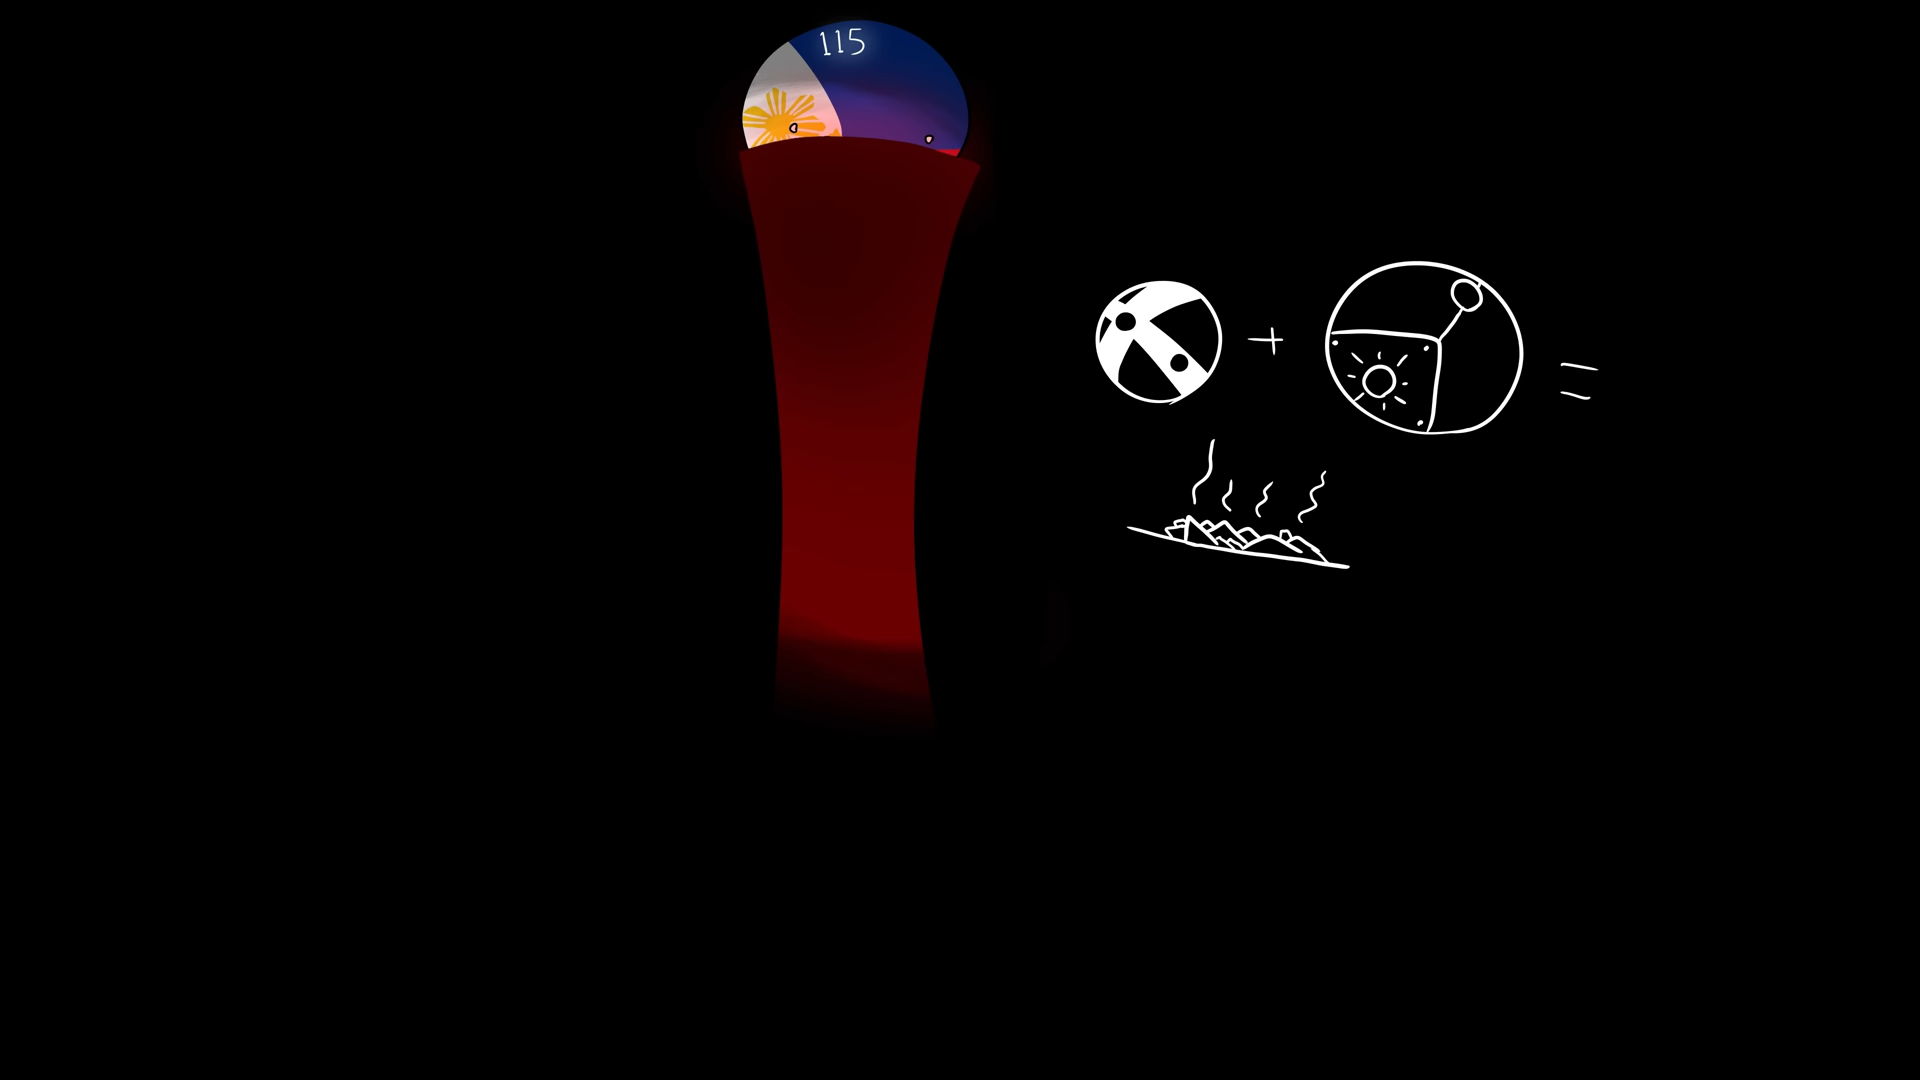 115
+ =